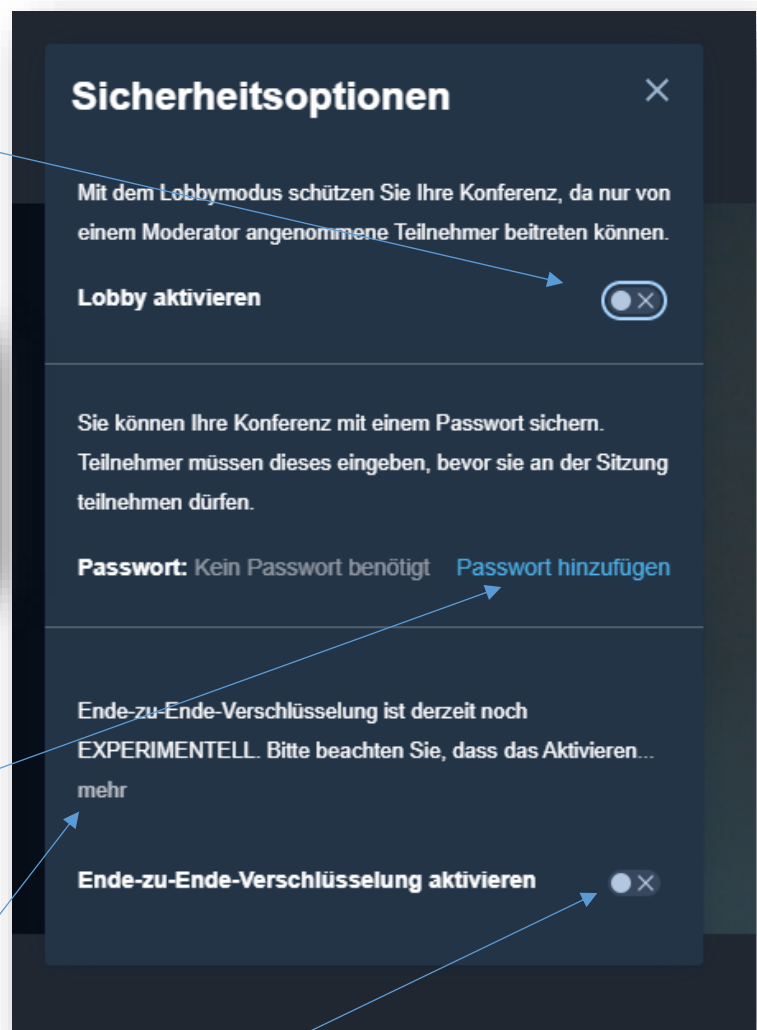 Sicherheitsoptionen
Mit dem Lobbymodus schützen Sie Ihre Konferenz, da nur von
einem Moderator angenommene Teilnehmer beitreten können.
Lobby aktivieren
Sie können Ihre Konferenz mit einem Passwort sichern.
Teilnehmer müssen dieses eingeben, bevor sie an der Sitzung
teilnehmen dürfen.
Passwort: Kein Passwort benötigt Passwort hinzufügen
Ende-zu-Ende-Verschlüsselung ist derzeit noch
EXPERIMENTELL. Bitte beachten Sie, dass das Aktivieren...
mehr
Ende-zu-Ende-Verschlüsselung aktivieren